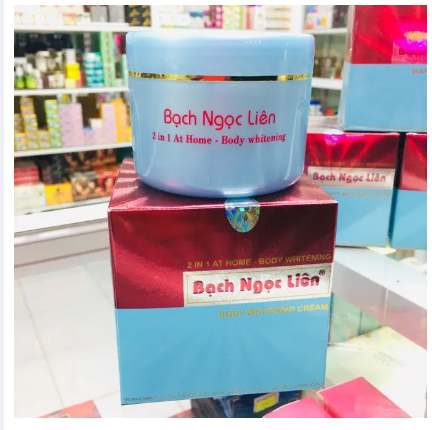 Bạch Ngọc Liên
2 in 1 At Home - Body whitening
2 IN 1 AT HOME - BODY WHITENING
Bạch Ngọc Liên®
BODY WHITENING CREAM
Bạch Ngọc Liên